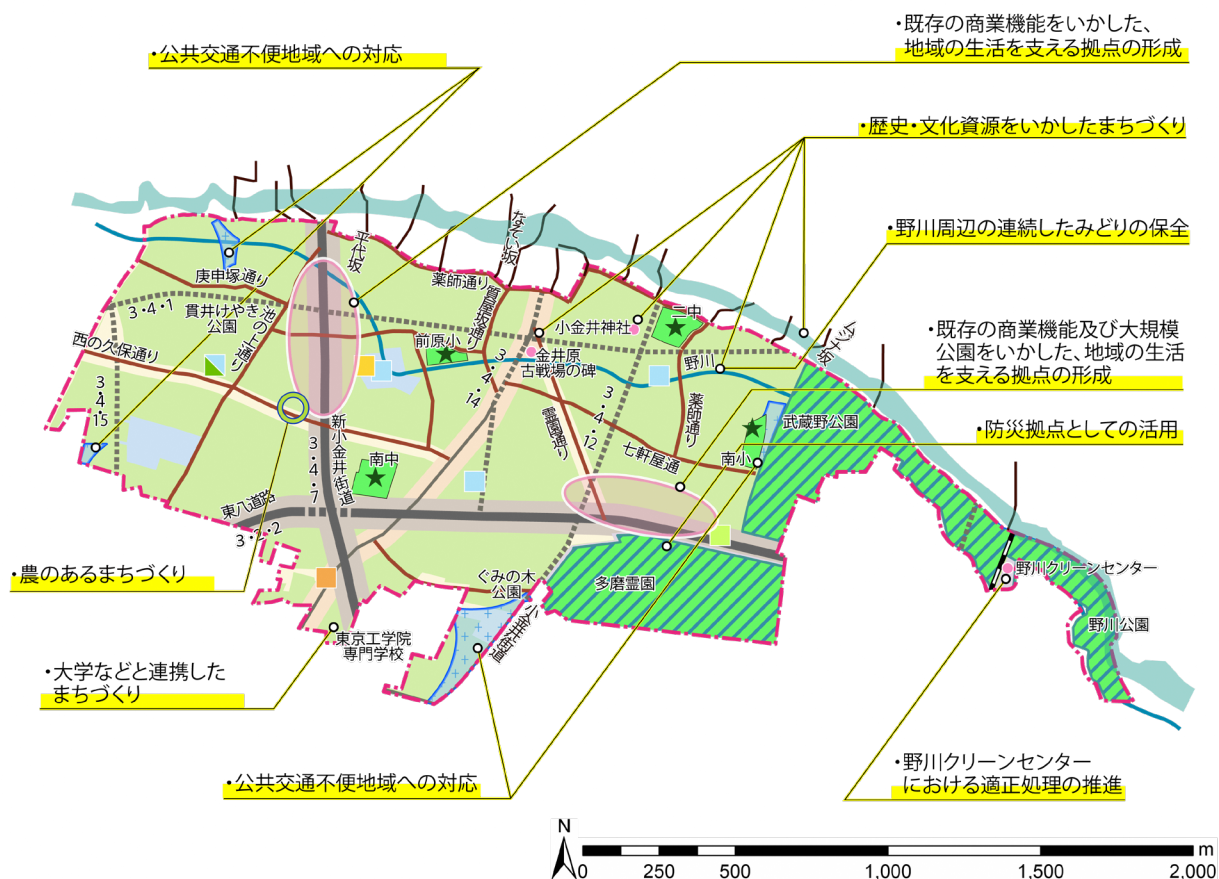 ・既存の商業機能をいかした、
地域の生活を支える拠点の形成
・公共交通不便地域への対応
・歴史・文化資源をいかしたまちづくり
・野川周辺の連続したみどりの保全
・既存の商業機能及び大規模
公園をいかした、地域の生活
を支える拠点の形成
・防災拠点としての活用
平代坂
なそい坂
庚申塚通り
薬師通り
質屋坂通り
3・4・1
貫井けやき
公園
池の上通り
小金井神社
二中
ムジナ坂
西の久保通り
前原小
金井原
古戦場の碑
野川
3・4・15
3・4・14
3・4・12
霊園通り
薬師通り
武蔵野公園
新小金井街道
3・4・7
七軒屋通
南小
南中
東八道路
3・2・2
・農のあるまちづくり
ぐみの木
公園
小金井街道
多磨霊園
野川クリーンセンター
野川公園
東京工学院
専門学校
・大学などと連携した
まちづくり
・公共交通不便地域への対応
・野川クリーンセンター
における適正処理の推進
N
0 250 500 1,000 1,500 2,000 m